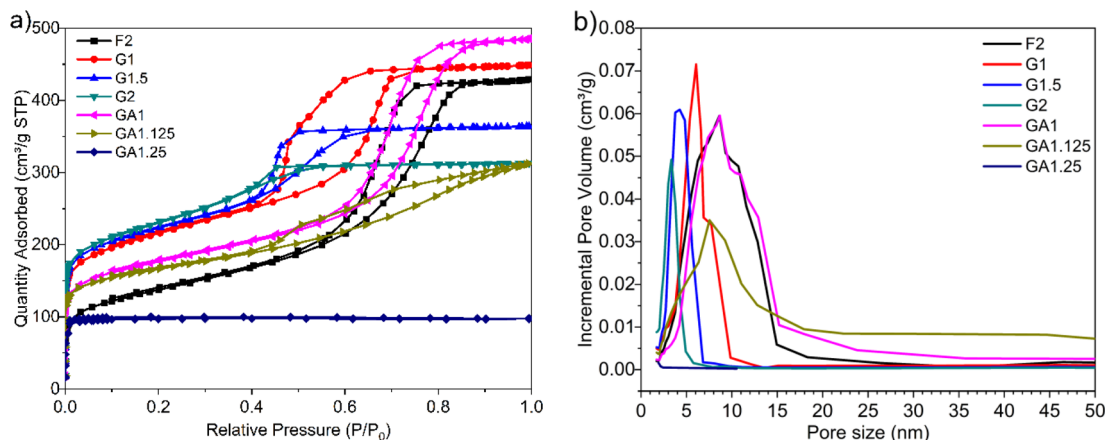 a)
500
400
300
200
100
0
0.0 0.2 0.4 0.6 0.8 1.0
Quantity Adsorbed (cm³/g STP)
Relative Pressure (P/P₀)
F2
G1
G1.5
G2
GA1
GA1.125
GA1.25
b)
0.08
0.07
0.06
0.05
0.04
0.03
0.02
0.01
0.00
0 5 10 15 20 25 30 35 40 45 50
Incremental Pore Volume (cm³/g)
Pore size (nm)
F2
G1
G1.5
G2
GA1
GA1.125
GA1.25